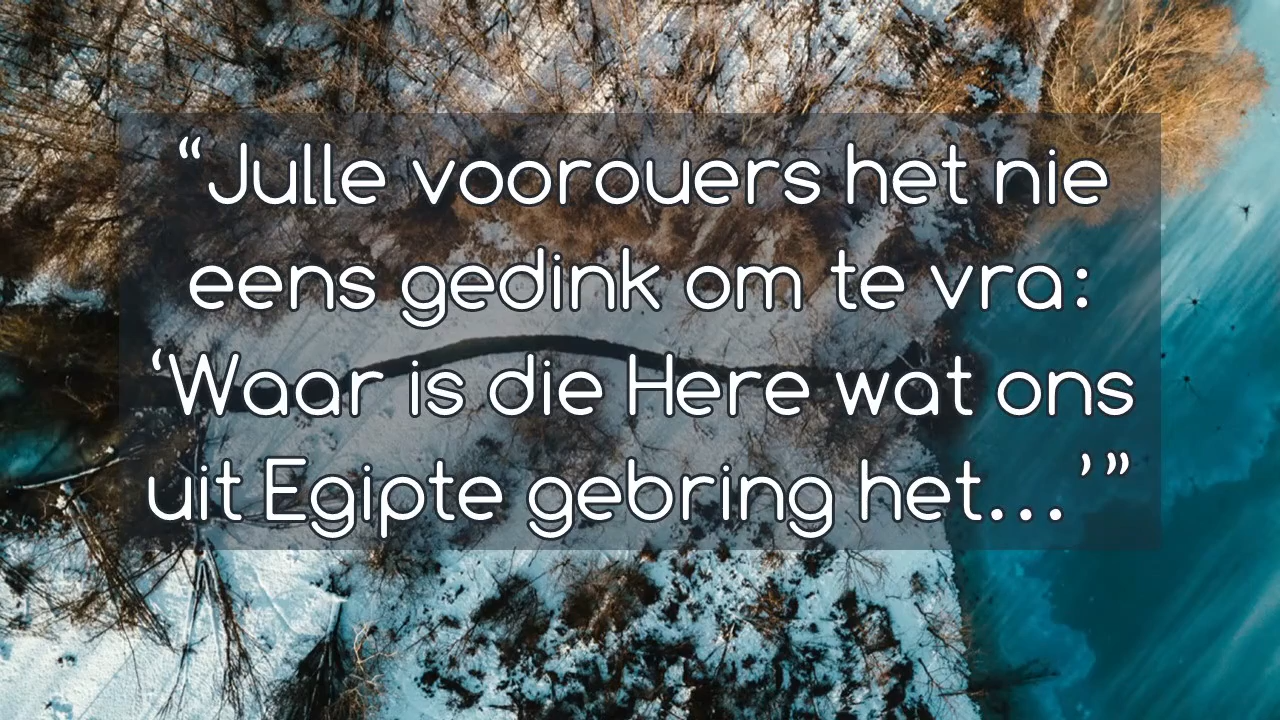 “Julle voorouers het nie
eens gedink om te vra:
‘Waar is die Here wat ons
uit Egipte gebring het...’”